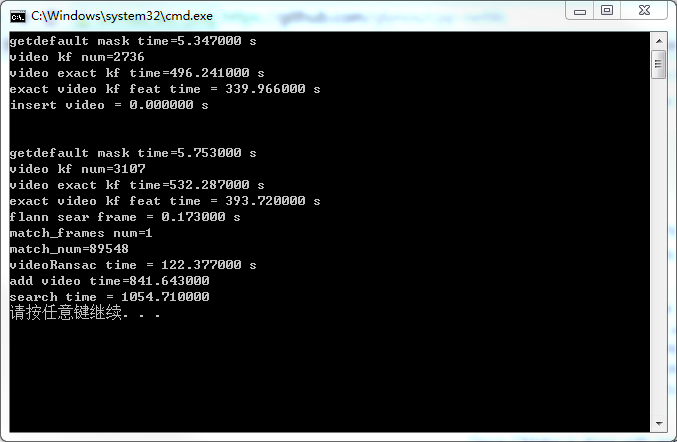 C:\Windows\system32\cmd.exe
getdefault mask time=5.347000 s
video kf num=2736
video exact kf time=496.241000 s
exact video kf feat time = 339.966000 s
insert video = 0.000000 s
getdefault mask time=5.753000 s
video kf num=3107
video exact kf time=532.287000 s
exact video kf feat time = 393.720000 s
flann sear frame = 0.173000 s
match_frames num=1
match_num=89548
videoRansac time = 122.377000 s
add video time=841.643000
search time = 1054.710000
请按任意键继续. . .